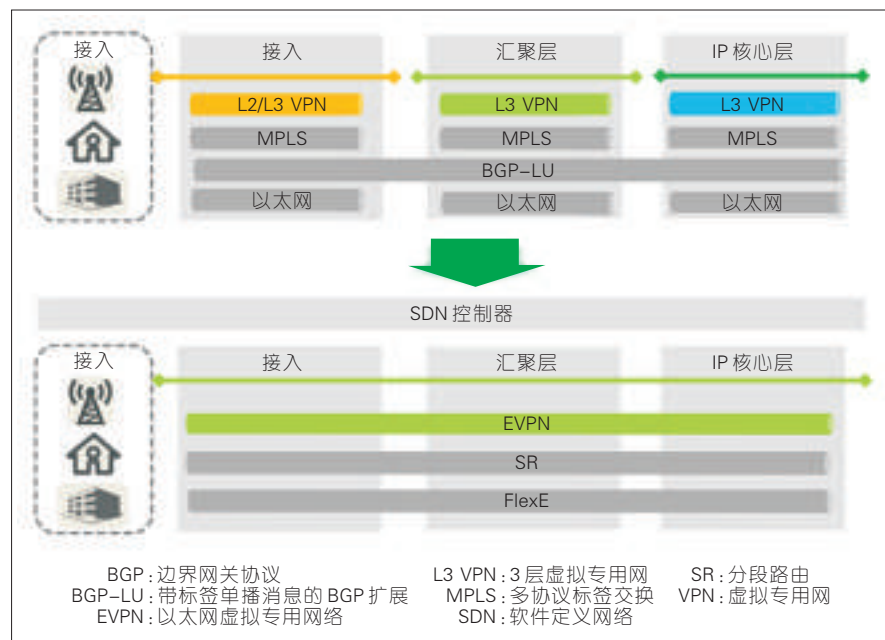 接入 接入 汇聚层 IP 核心层
L2/L3 VPN L3 VPN L3 VPN
MPLS MPLS MPLS
BGP-LU
以太网 以太网 以太网
SDN 控制器
接入 接入 汇聚层 IP 核心层
EVPN
SR
FlexE
BGP：边界网关协议 L3 VPN：3 层虚拟专用网 SR：分段路由
BGP-LU：带标签单播消息的 BGP 扩展 MPLS：多协议标签交换 VPN：虚拟专用网
EVPN：以太网虚拟专用网络 SDN：软件定义网络